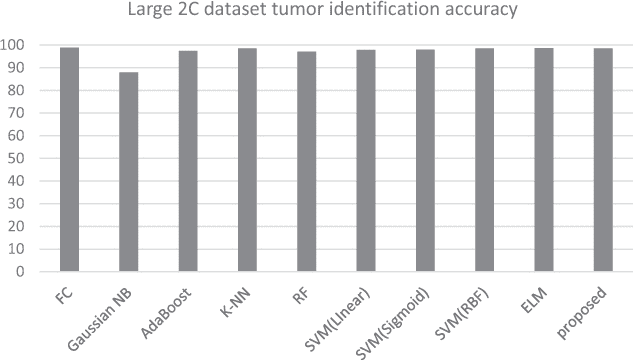 Large 2C dataset tumor identification accuracy
100
90
80
70
60
50
40
30
20
10
0
FC
Gaussian NB
AdaBoost
K-NN
RF
SVM(LInear)
SVM(Sigmoid)
SVM(RBF)
ELM
proposed